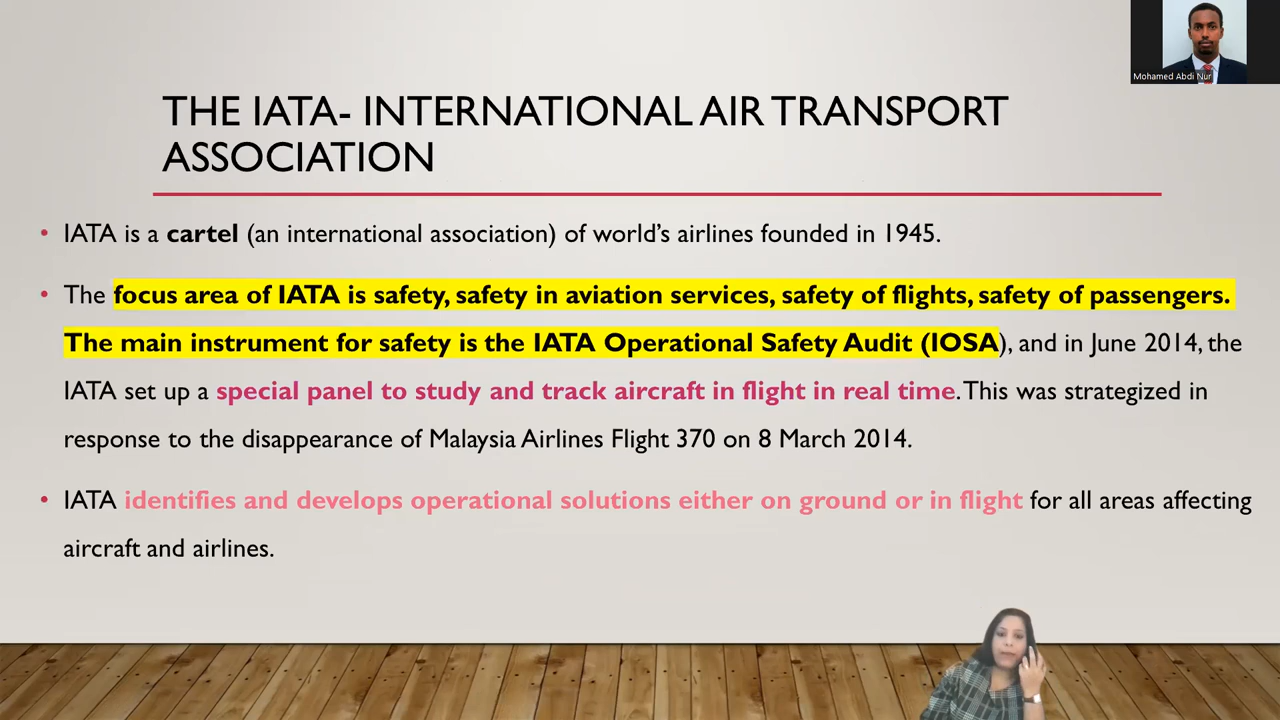 Mohamed Abdi Nur
THE IATA- INTERNATIONAL AIR TRANSPORT
ASSOCIATION
• IATA is a cartel (an international association) of world's airlines founded in 1945.
• The focus area of IATA is safety, safety in aviation services, safety of flights, safety of passengers.
The main instrument for safety is the IATA Operational Safety Audit (IOSA), and in June 2014, the
IATA set up a special panel to study and track aircraft in flight in real time. This was strategized in
response to the disappearance of Malaysia Airlines Flight 370 on 8 March 2014.
• IATA identifies and develops operational solutions either on ground or in flight for all areas affecting
aircraft and airlines.